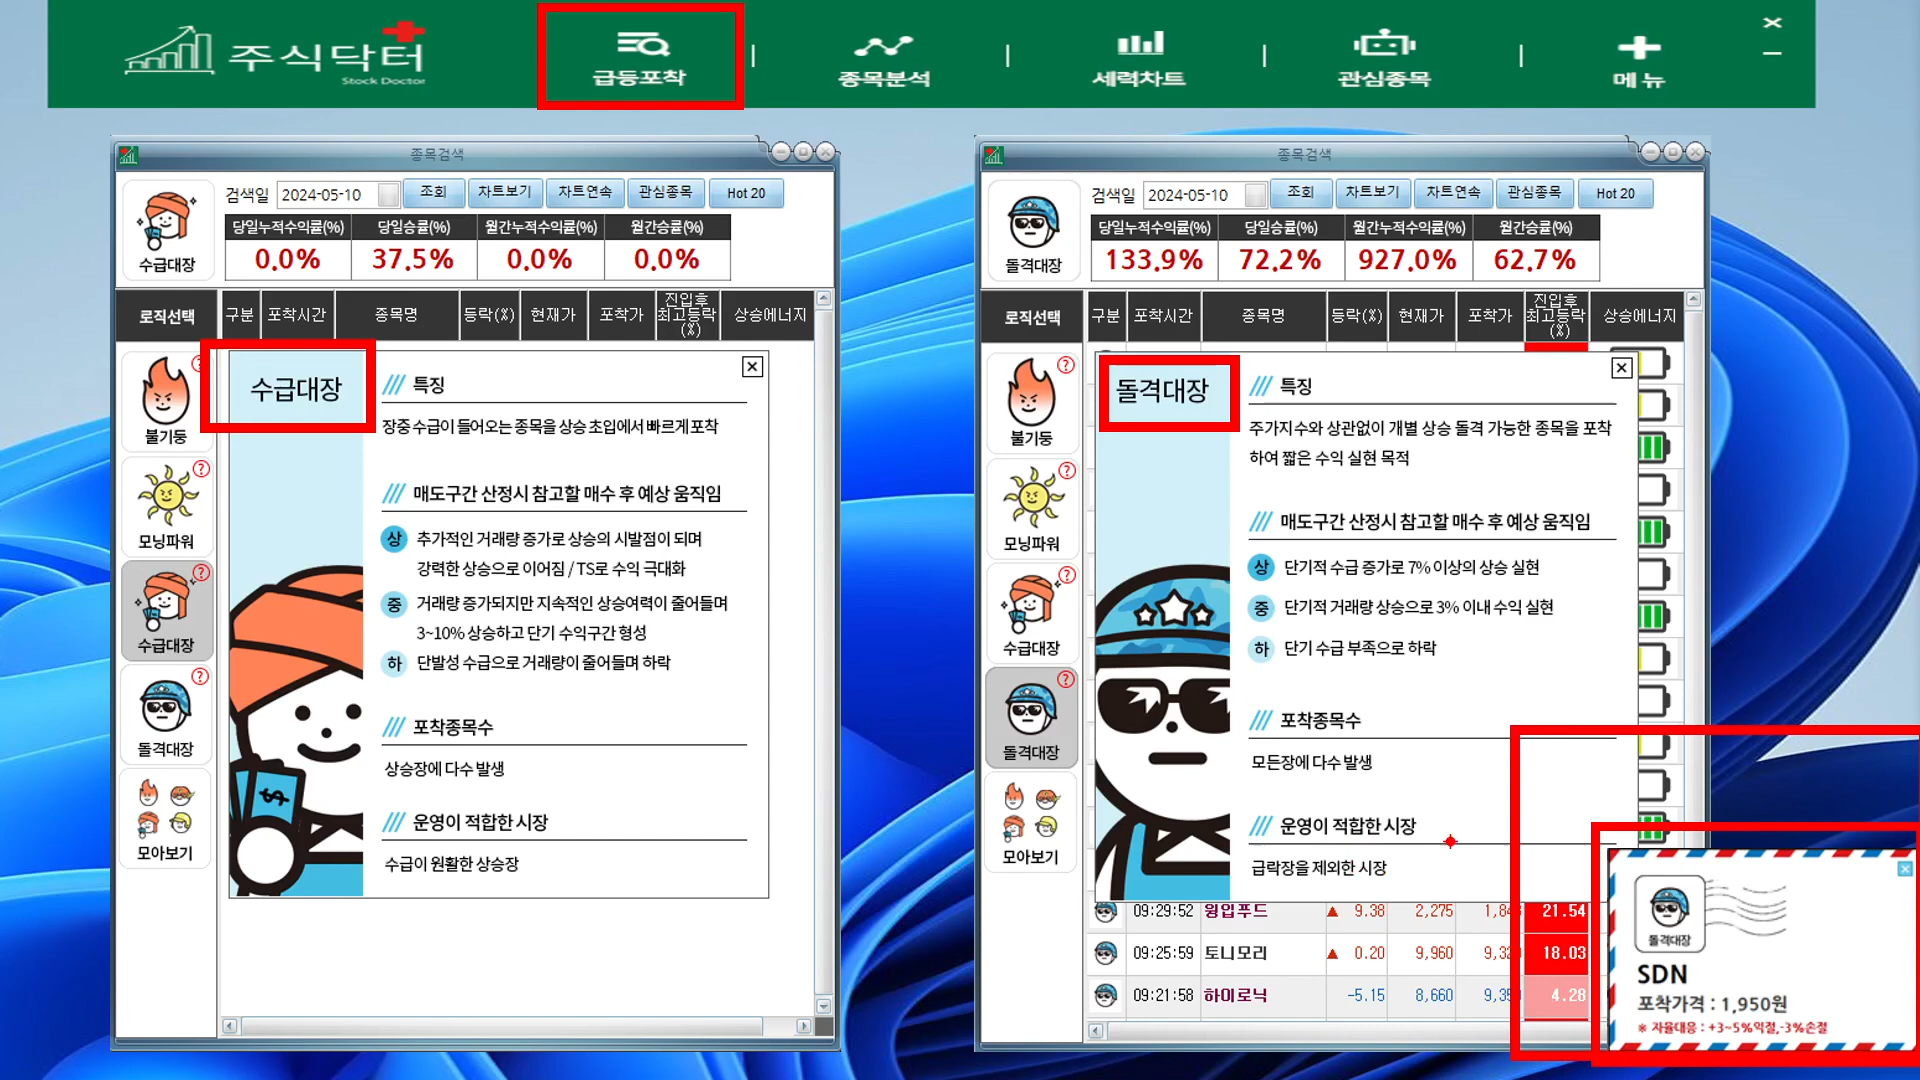 주식닥터
Stock Doctor
급등포착
종목분석
세력차트
관심종목
메뉴
종목검색
수급대장
검색일
2024-05-10
조회
차트보기
차트연속
관심종목
Hot 20
당일누적수익률(%)
당일승률(%)
월간누적수익률(%)
월간승률(%)
0.0%
37.5%
0.0%
0.0%
로직선택
구분
포착시간
종목명
등락(%)
현재가
포착가
진입후
최고등락
(%)
상승에너지
불기둥
?
모닝파워
?
수급대장
?
돌격대장
?
모아보기
수급대장
/// 특징
장중 수급이 들어오는 종목을 상승 초입에서 빠르게 포착
/// 매도구간 산정시 참고할 매수 후 예상 움직임
상 추가적인 거래량 증가로 상승의 시발점이 되며
강력한 상승으로 이어짐 / TS로 수익 극대화
중 거래량 증가되지만 지속적인 상승여력이 줄어들며
3~10% 상승하고 단기 수익구간 형성
하 단발성 수급으로 거래량이 줄어들며 하락
/// 포착종목수
상승장에 다수 발생
/// 운영이 적합한 시장
수급이 원활한 상승장
$
종목검색
돌격대장
검색일
2024-05-10
조회
차트보기
차트연속
관심종목
Hot 20
당일누적수익률(%)
당일승률(%)
월간누적수익률(%)
월간승률(%)
133.9%
72.2%
927.0%
62.7%
로직선택
구분
포착시간
종목명
등락(%)
현재가
포착가
진입후
최고등락
(%)
상승에너지
불기둥
?
모닝파워
?
수급대장
?
돌격대장
?
모아보기
돌격대장
/// 특징
주가지수와 상관없이 개별 상승 돌격 가능한 종목을 포착
하여 짧은 수익 실현 목적
/// 매도구간 산정시 참고할 매수 후 예상 움직임
상 단기적 수급 증가로 7% 이상의 상승 실현
중 단기적 거래량 상승으로 3% 이내 수익 실현
하 단기 수급 부족으로 하락
/// 포착종목수
모든장에 다수 발생
/// 운영이 적합한 시장
급락장을 제외한 시장
09:29:52 윙입푸드 ▲ 9.38 2,275 21.54
09:25:59 토니모리 ▲ 0.20 9,960 18.03
09:21:58 하이로닉 -5.15 8,660 4.28
돌격대장
SDN
포착가격 : 1,950원
※ 자율대응 : +3~5%익절,-3%손절